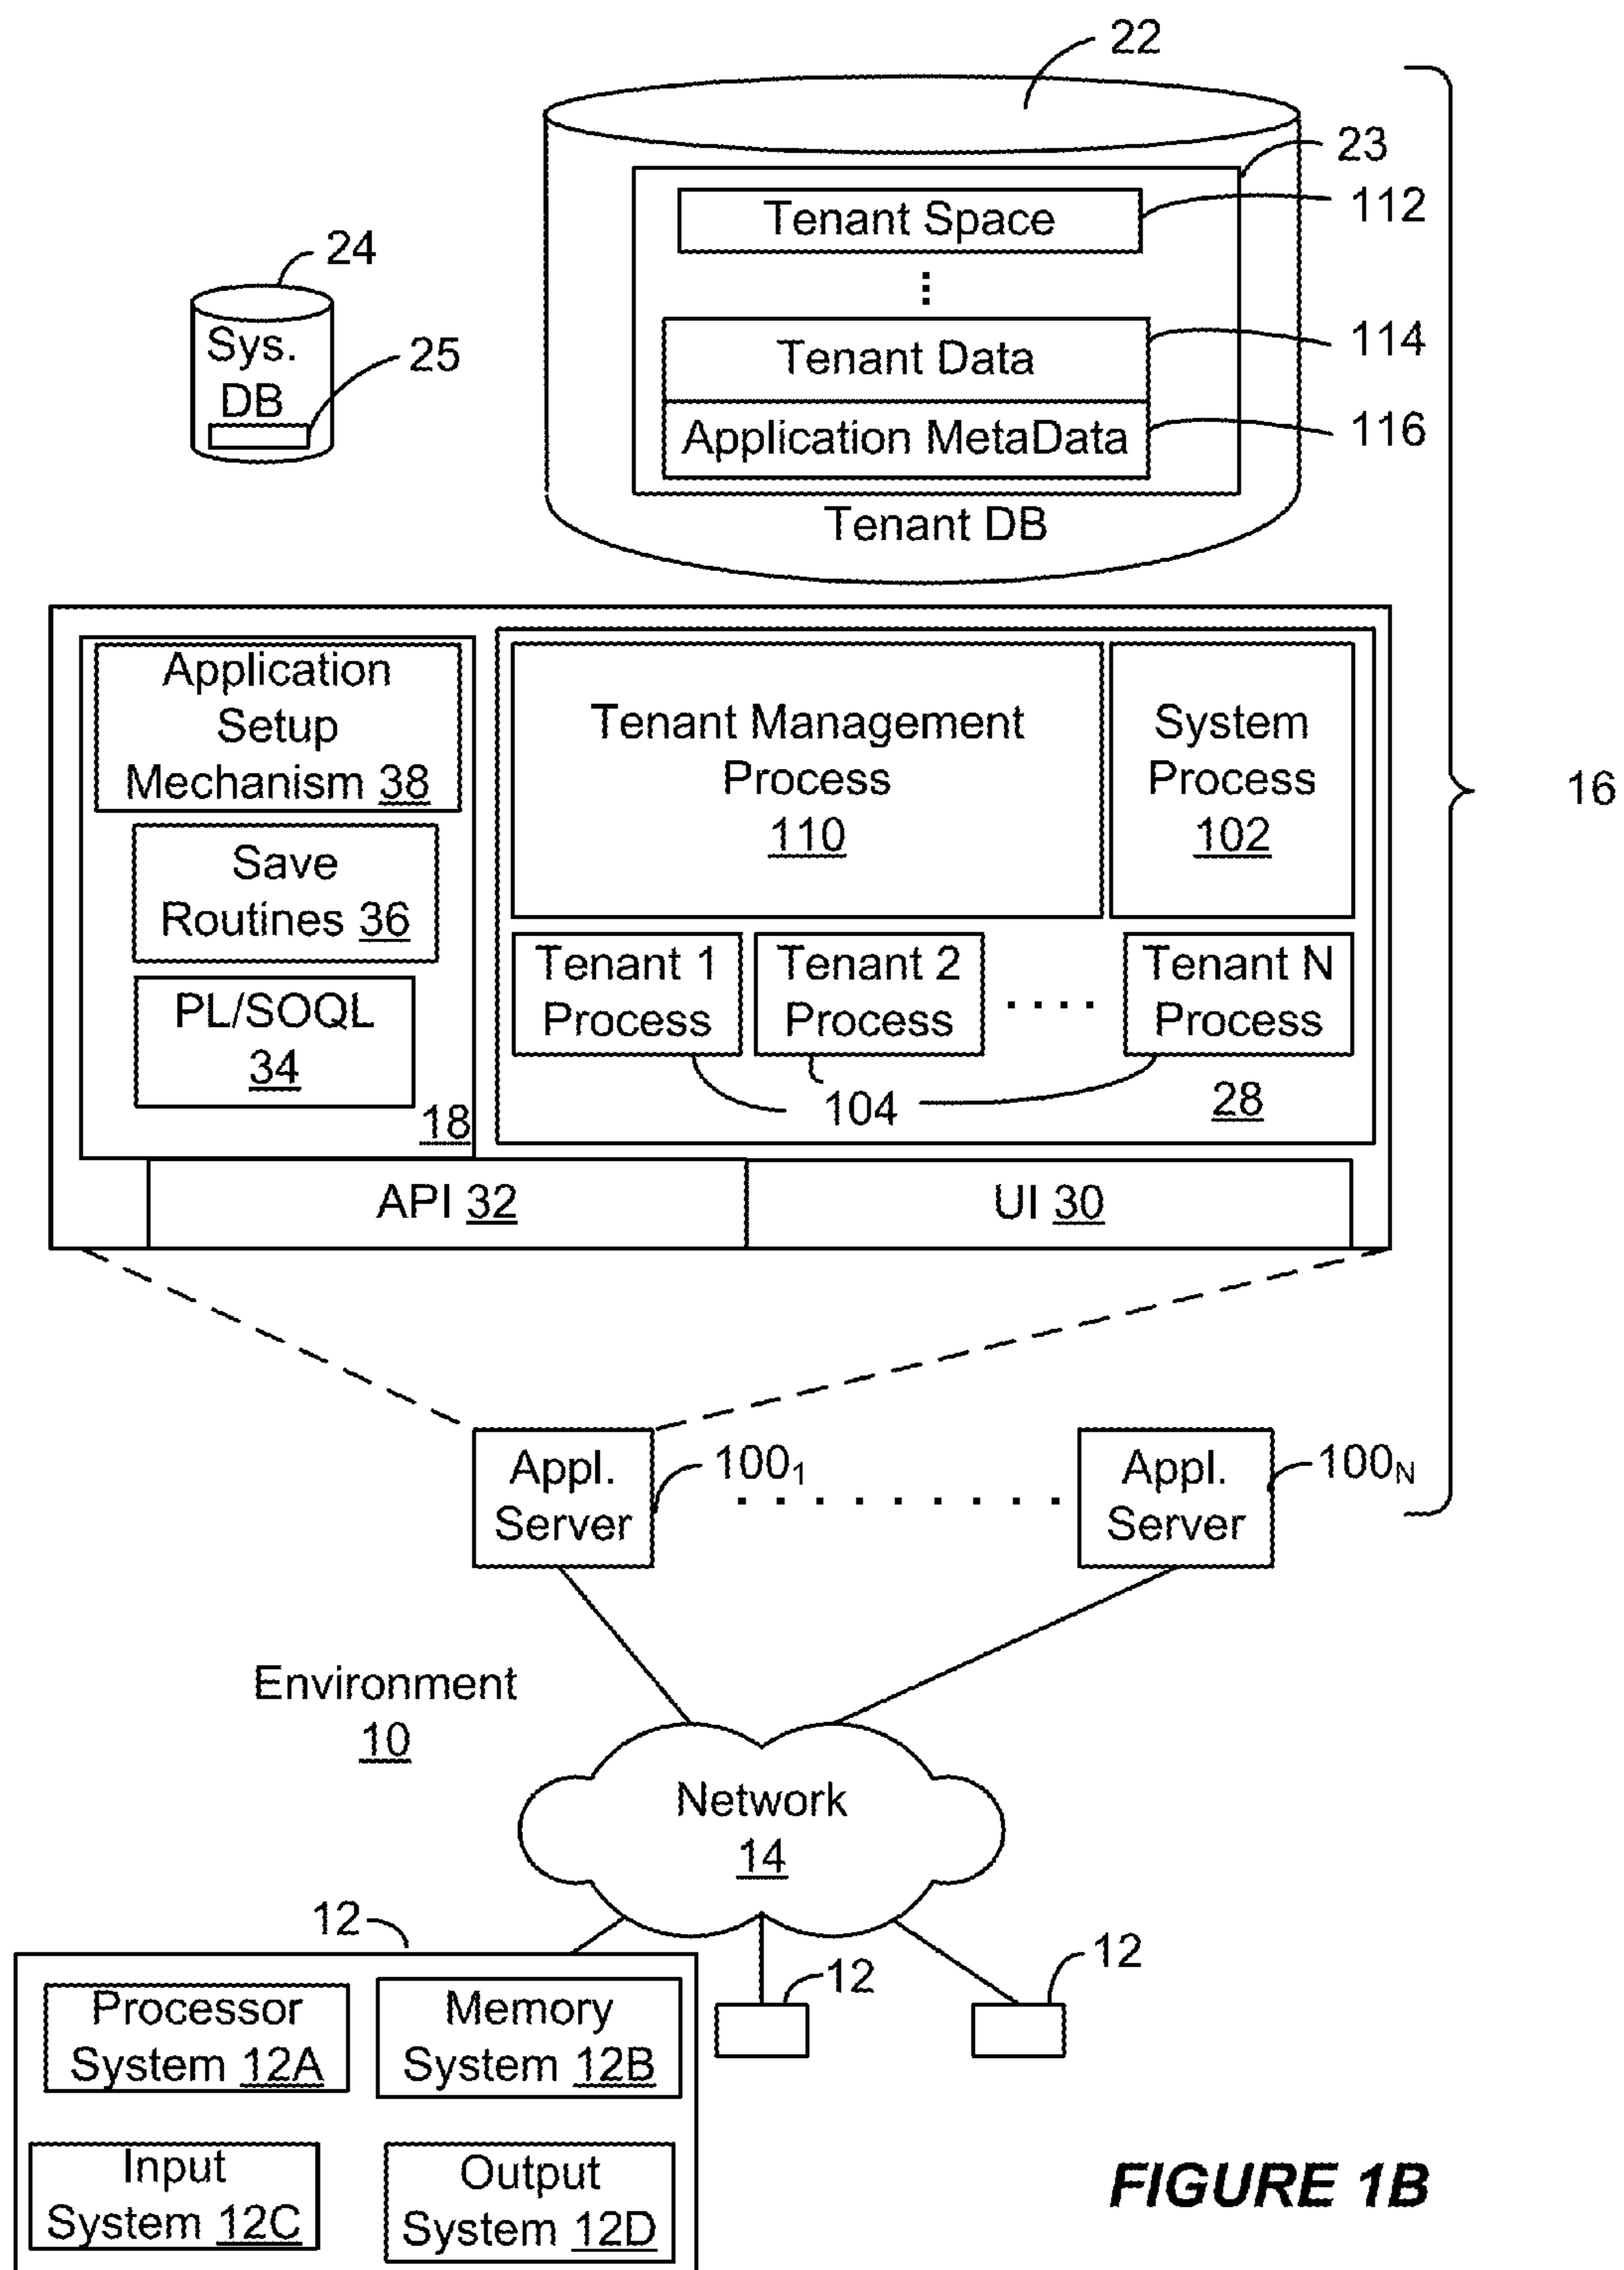 22
23
Tenant Space
112
24
Sys.
DB
25
Tenant Data
114
Application MetaData
116
Tenant DB
Application
Setup
Mechanism 38
Save
Routines 36
PL/SOQL
34
18
Tenant Management
Process
110
System
Process
102
16
Tenant 1
Process
Tenant 2
Process
Tenant N
Process
104
28
API 32
UI 30
Appl.
Server
100₁
Appl.
Server
100N
Environment
10
Network
14
12
Processor
System 12A
Memory
System 12B
12
12
Input
System 12C
Output
System 12D
FIGURE 1B